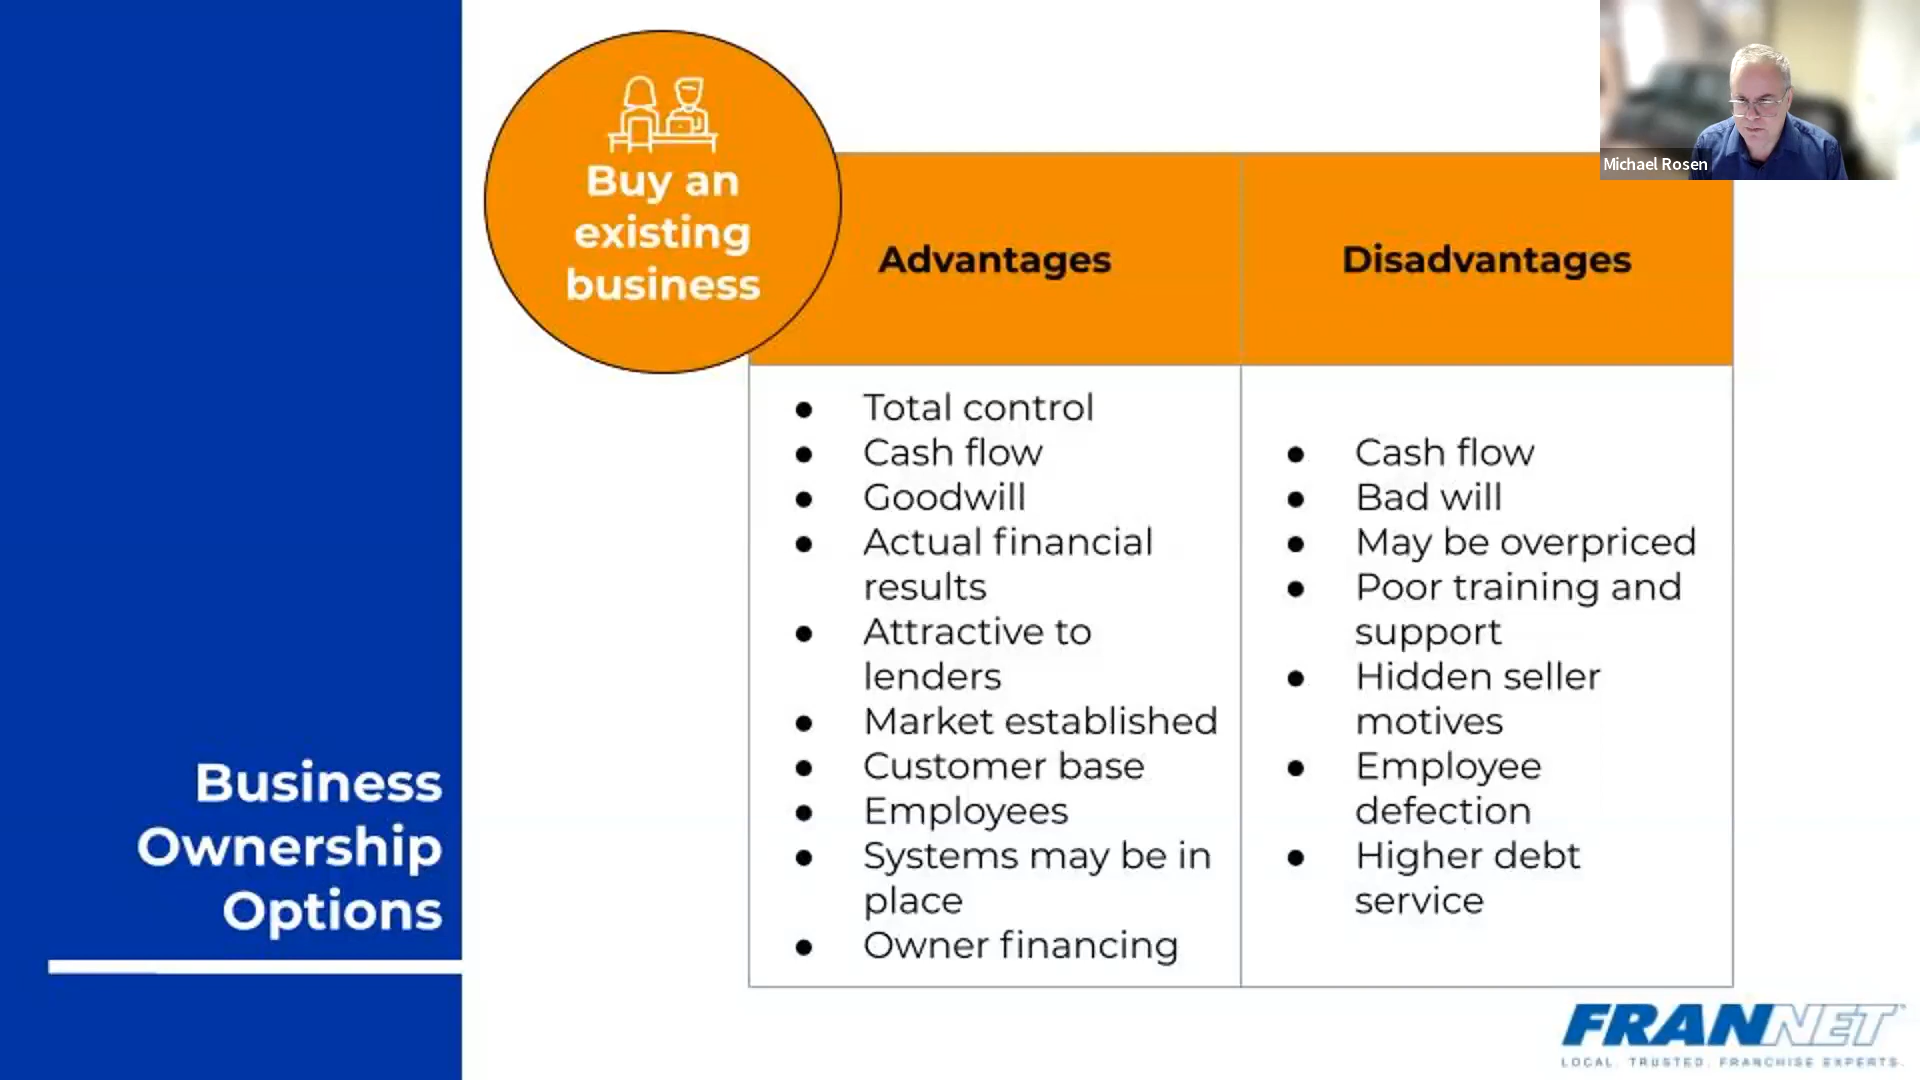 Buy an
existing
business
Michael Rosen
Advantages
Disadvantages
● Total control
● Cash flow
● Goodwill
● Actual financial
results
● Attractive to
lenders
● Market established
● Customer base
● Employees
● Systems may be in
place
● Owner financing
● Cash flow
● Bad will
● May be overpriced
● Poor training and
support
● Hidden seller
motives
● Employee
defection
● Higher debt
service
Business
Ownership
Options
FRANNET
LOCAL. TRUSTED. FRANCHISE EXPERTS.